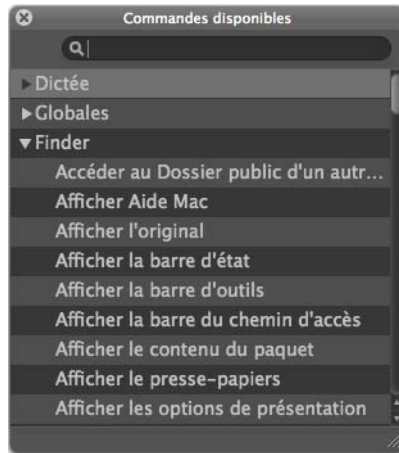 Commandes disponibles
Dictée
Globales
Finder
Accéder au Dossier public d'un autr...
Afficher Aide Mac
Afficher l'original
Afficher la barre d'état
Afficher la barre d'outils
Afficher la barre du chemin d'accès
Afficher le contenu du paquet
Afficher le presse-papiers
Afficher les options de présentation